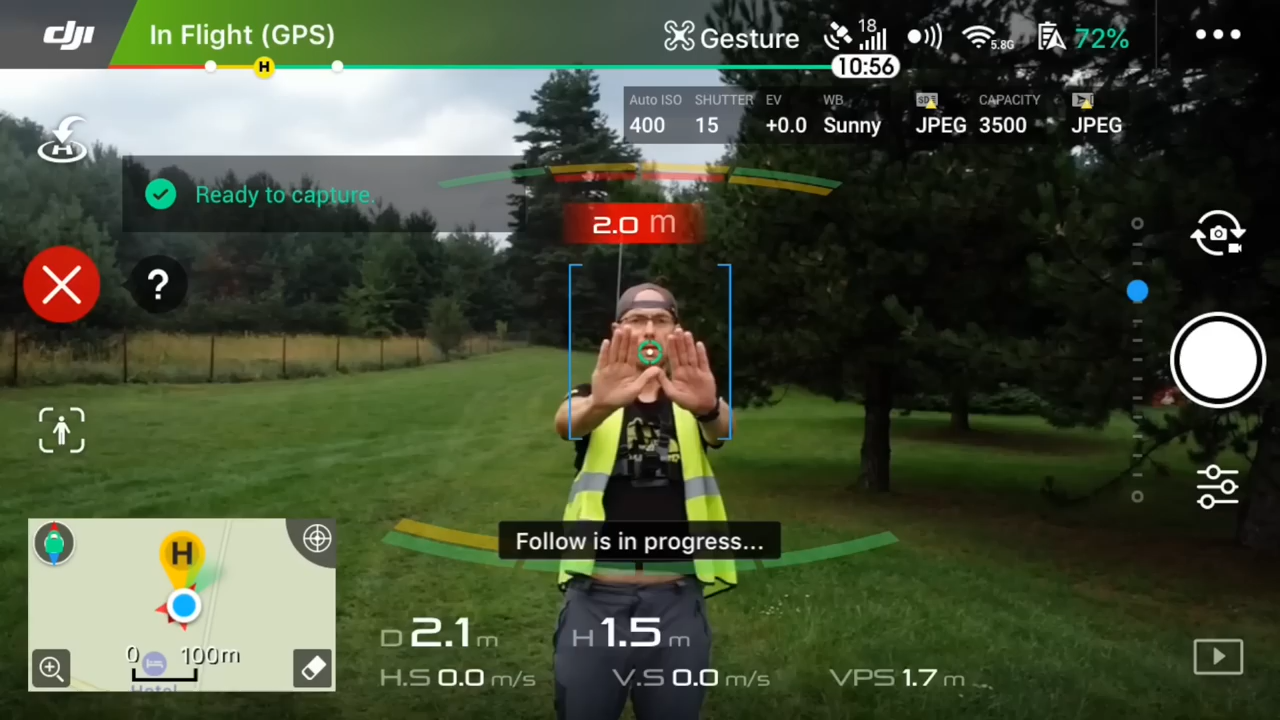 dji In Flight (GPS) Gesture 18 5.8G 72%
H 10:56
Auto ISO SHUTTER EV WB SD CAPACITY
400 15 +0.0 Sunny JPEG 3500 JPEG
H
Ready to capture.
2.0 m
?
Follow is in progress...
H
D 2.1 m H 1.5 m
0 100m
H.S 0.0 m/s V.S 0.0 m/s VPS 1.7 m
Hotel